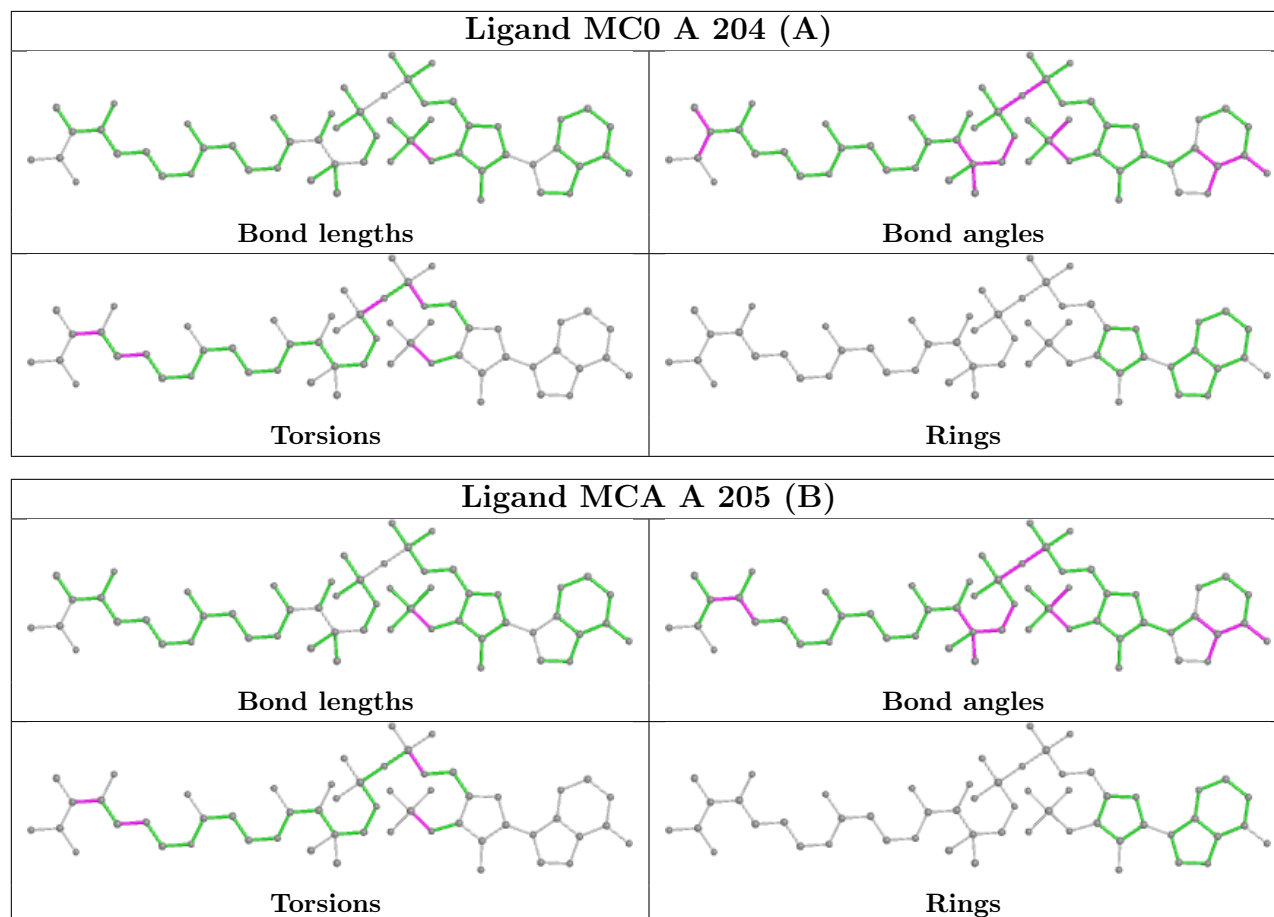 Ligand MC0 A 204 (A)
Bond lengths
Bond angles
Torsions
Rings
Ligand MCA A 205 (B)
Bond lengths
Bond angles
Torsions
Rings